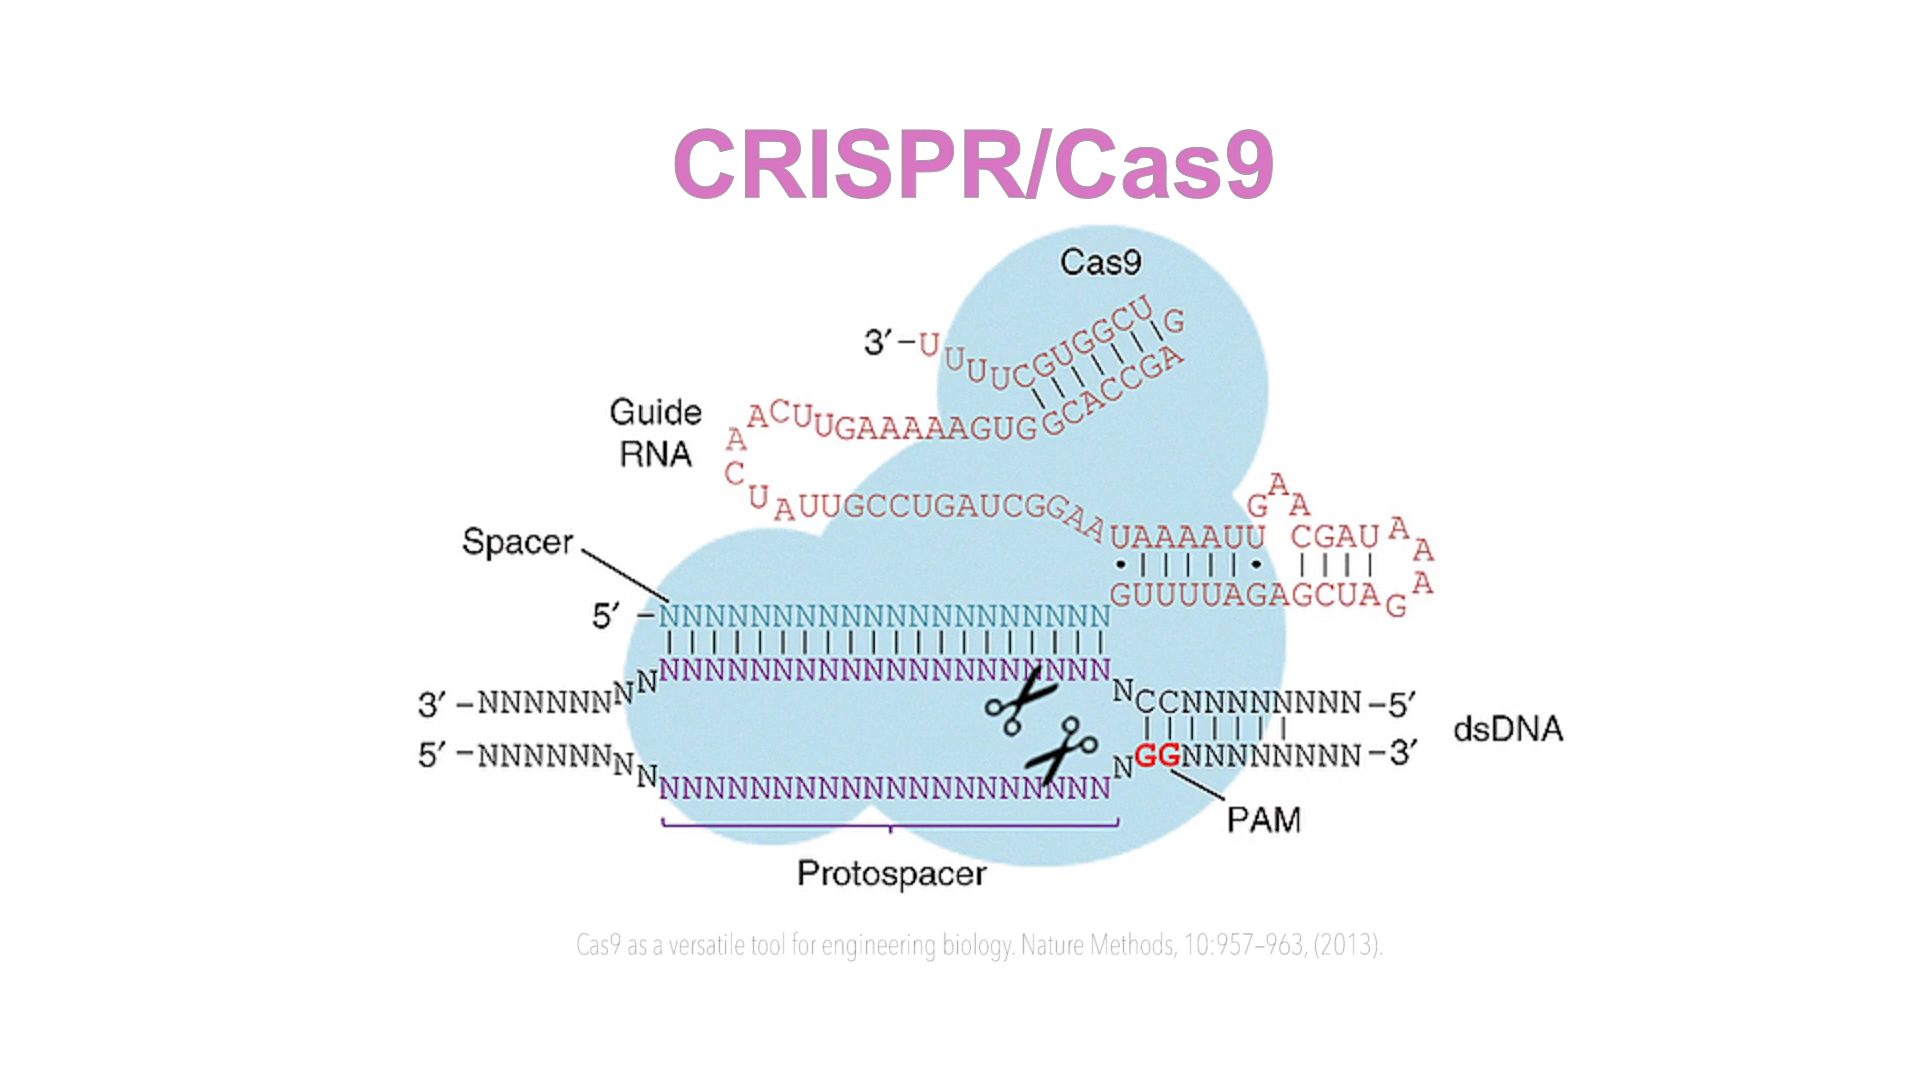 CRISPR/Cas9
Cas9
3′ –UUUUCGUGGCU
G
GCACCGA
Guide
RNA
ACUUGAAAAAGUG
A
C
UAUUGCCUGAUCGGAA
GAA
UAAAAUU CGAU AAA
GUUUUAGAGCUAG
Spacer
5′ –NNNNNNNNNNNNNNNNNNNN
NNNNNNNNNNNNNNNNNNNN
3′ –NNNNNNNN
NCCNNNNNNNN–5′
5′ –NNNNNNNN
NGGNNNNNNNN–3′
dsDNA
NNNNNNNNNNNNNNNNNNNN
PAM
Protospacer
Cas9 as a versatile tool for engineering biology. Nature Methods, 10:957–963, (2013).